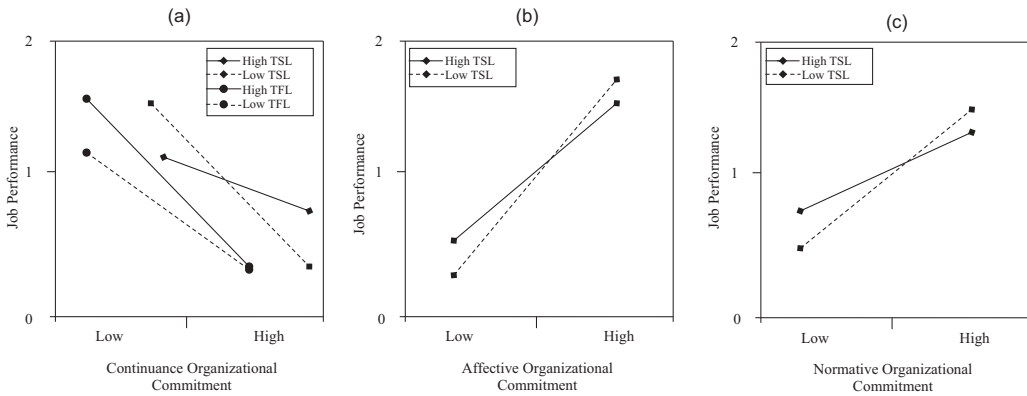 (a)
2
1
0
Job Performance
High TSL
Low TSL
High TFL
Low TFL
Low
High
Continuance Organizational
Commitment
(b)
2
1
0
Job Performance
High TSL
Low TSL
Low
High
Affective Organizational
Commitment
(c)
2
1
0
Job Performance
High TSL
Low TSL
Low
High
Normative Organizational
Commitment